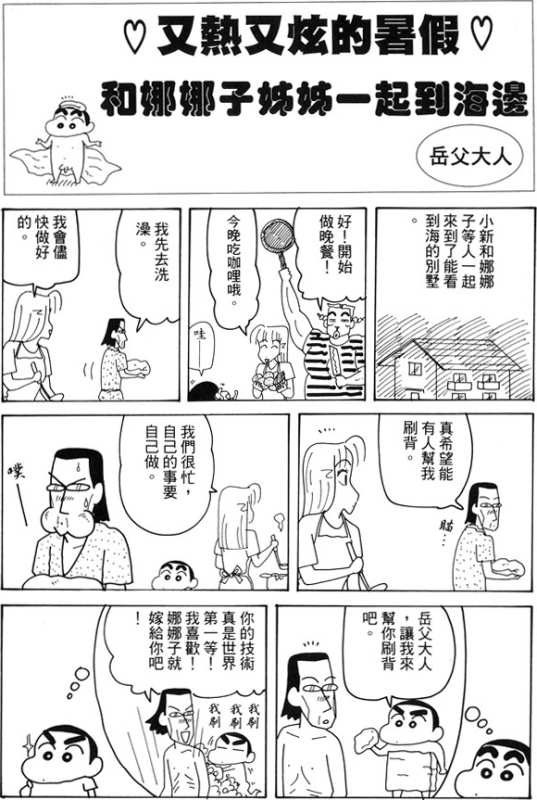 ♡又熱又炫的暑假♡
和娜娜子姊姊一起到海邊
岳父大人
小新和娜娜
子等人一起
來到了能看
到海的別墅
。
好!開始
做晚餐!
今晚吃咖哩哦。
哇
我先去洗
澡。
我會儘
快做好
的。
真希望能
有人幫我
刷背。
瞄…
我們很忙,
自己的事要
自己做。
噗
岳父大人
,讓我來
幫你刷背
吧。
你的技術
真是世界
第一等!
我喜歡!
娜娜子就
嫁給你吧
!
我刷
我刷
我刷